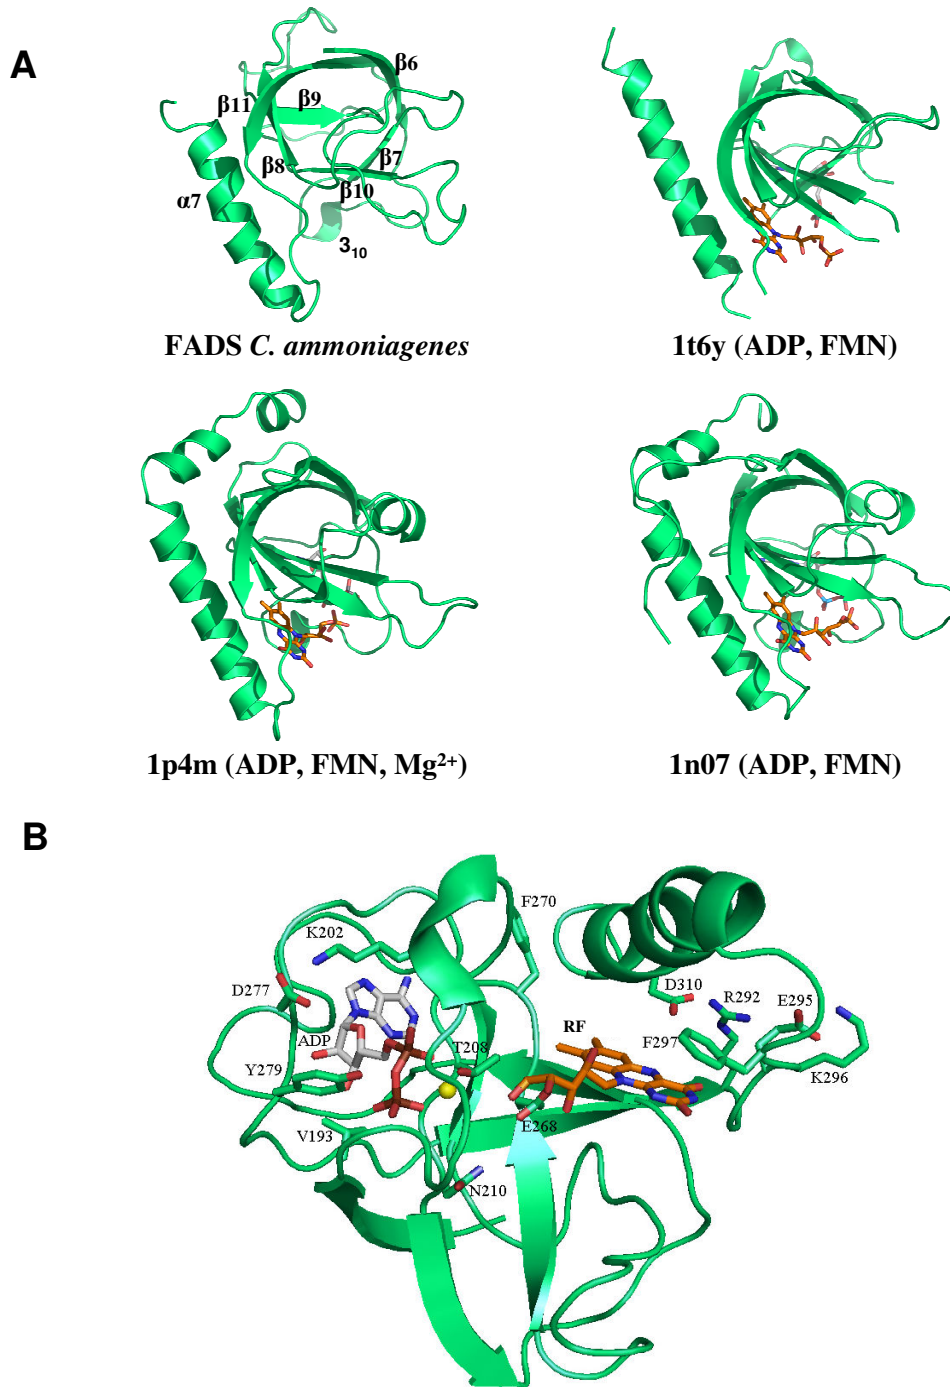 A
β6
β11
β9
β8
β7
β10
α7
3₁₀
FADS C. ammoniagenes
1t6y (ADP, FMN)
1p4m (ADP, FMN, Mg²⁺)
1n07 (ADP, FMN)
B
F270
K202
D277
D310
R292
E295
ADP
RF
T208
F297
Y279
K296
E268
V193
N210